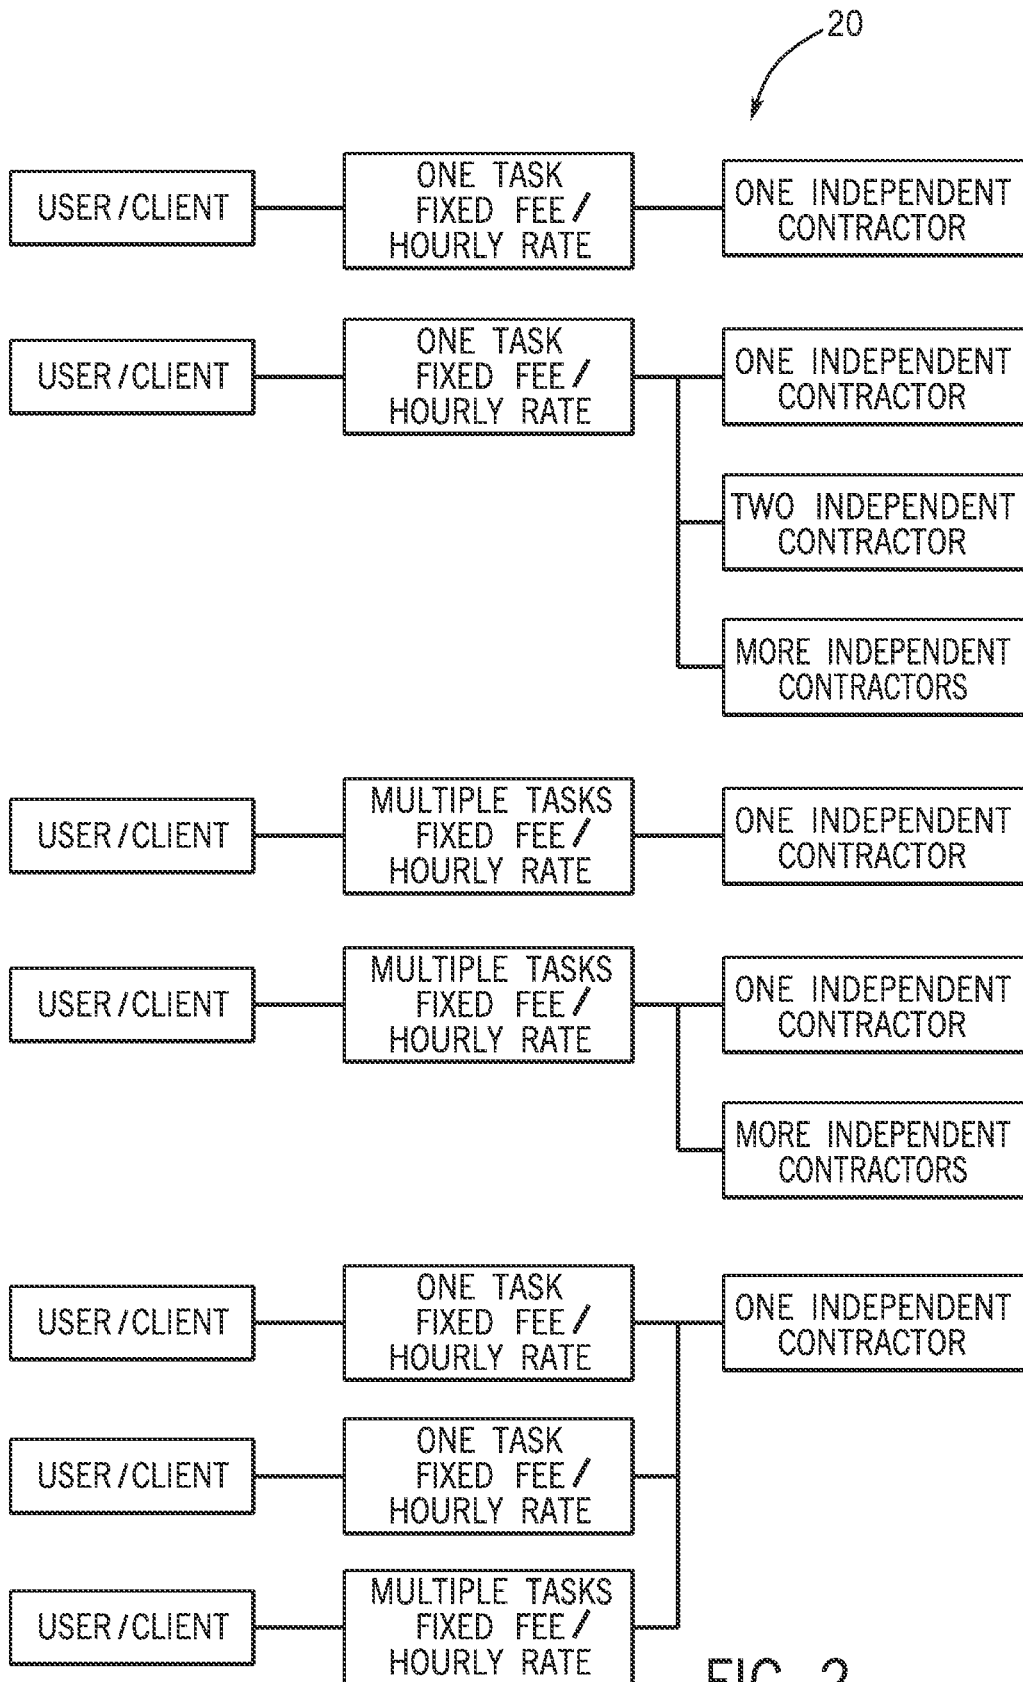 20
USER/CLIENT
ONE TASK
FIXED FEE/
HOURLY RATE
ONE INDEPENDENT
CONTRACTOR
USER/CLIENT
ONE TASK
FIXED FEE/
HOURLY RATE
ONE INDEPENDENT
CONTRACTOR
TWO INDEPENDENT
CONTRACTOR
MORE INDEPENDENT
CONTRACTORS
USER/CLIENT
MULTIPLE TASKS
FIXED FEE/
HOURLY RATE
ONE INDEPENDENT
CONTRACTOR
USER/CLIENT
MULTIPLE TASKS
FIXED FEE/
HOURLY RATE
ONE INDEPENDENT
CONTRACTOR
MORE INDEPENDENT
CONTRACTORS
USER/CLIENT
ONE TASK
FIXED FEE/
HOURLY RATE
ONE INDEPENDENT
CONTRACTOR
USER/CLIENT
ONE TASK
FIXED FEE/
HOURLY RATE
USER/CLIENT
MULTIPLE TASKS
FIXED FEE/
HOURLY RATE
FIG. 2